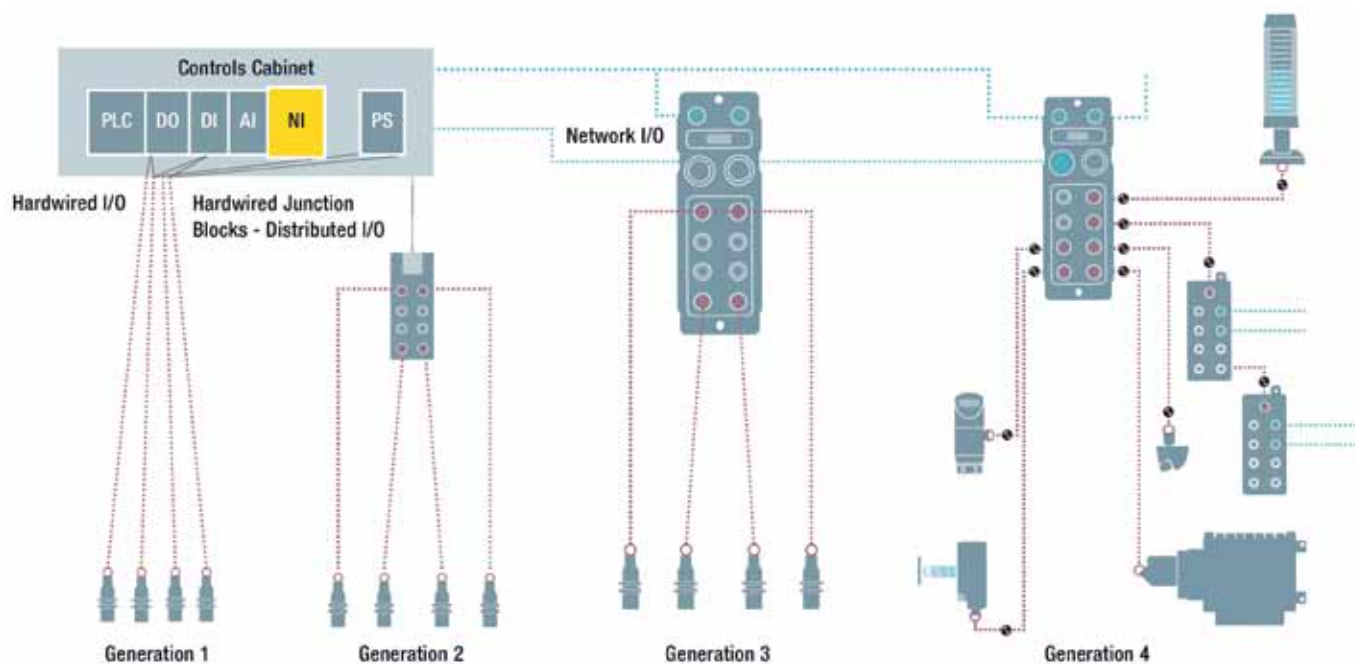 Controls Cabinet
PLC DO DI AI NI PS
Network I/O
Hardwired I/O
Hardwired Junction
Blocks - Distributed I/O
Generation 1
Generation 2
Generation 3
Generation 4